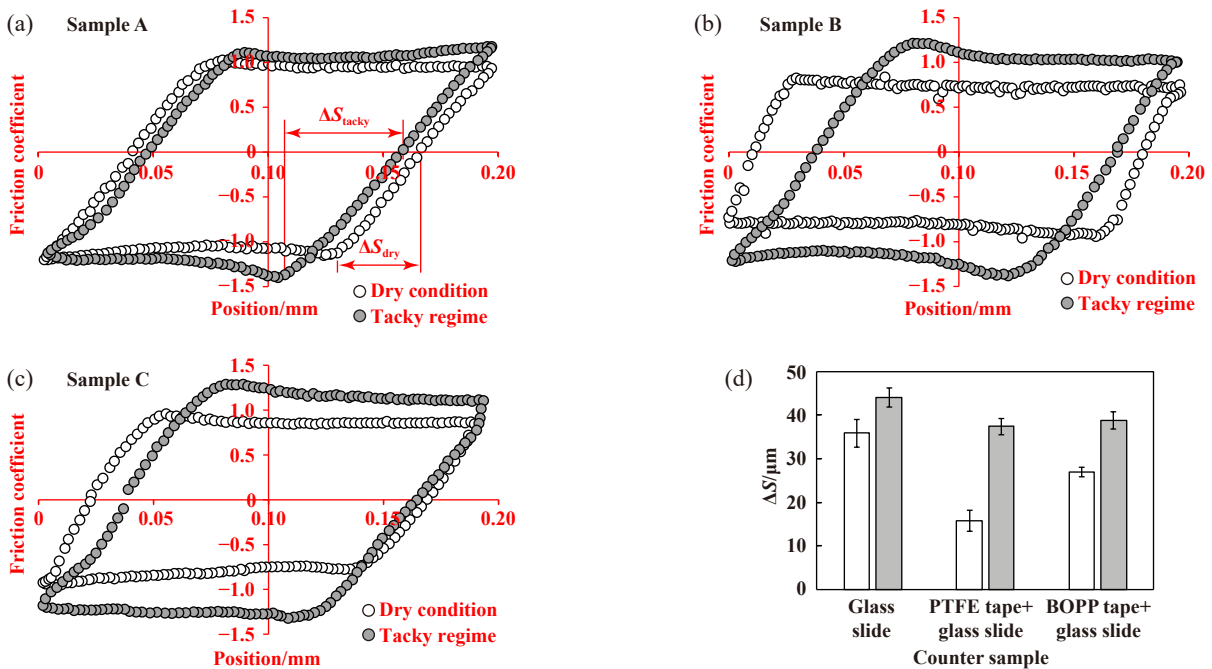 (a)
Sample A
Friction coefficient
1.5
1.0
0.5
0
−0.5
−1.0
−1.5
0
0.05
0.10
0.15
0.20
ΔS_tacky
ΔS_dry
Position/mm
Dry condition
Tacky regime
(b)
Sample B
Friction coefficient
1.5
1.0
0.5
0
−0.5
−1.0
−1.5
0
0.05
0.10
0.15
0.20
Position/mm
Dry condition
Tacky regime
(c)
Sample C
Friction coefficient
1.5
1.0
0.5
0
−0.5
−1.0
−1.5
0
0.05
0.10
0.15
0.20
Position/mm
Dry condition
Tacky regime
(d)
ΔS/μm
50
40
30
20
40
0
Glass
slide
PTFE tape+
glass slide
BOPP tape+
glass slide
Counter sample